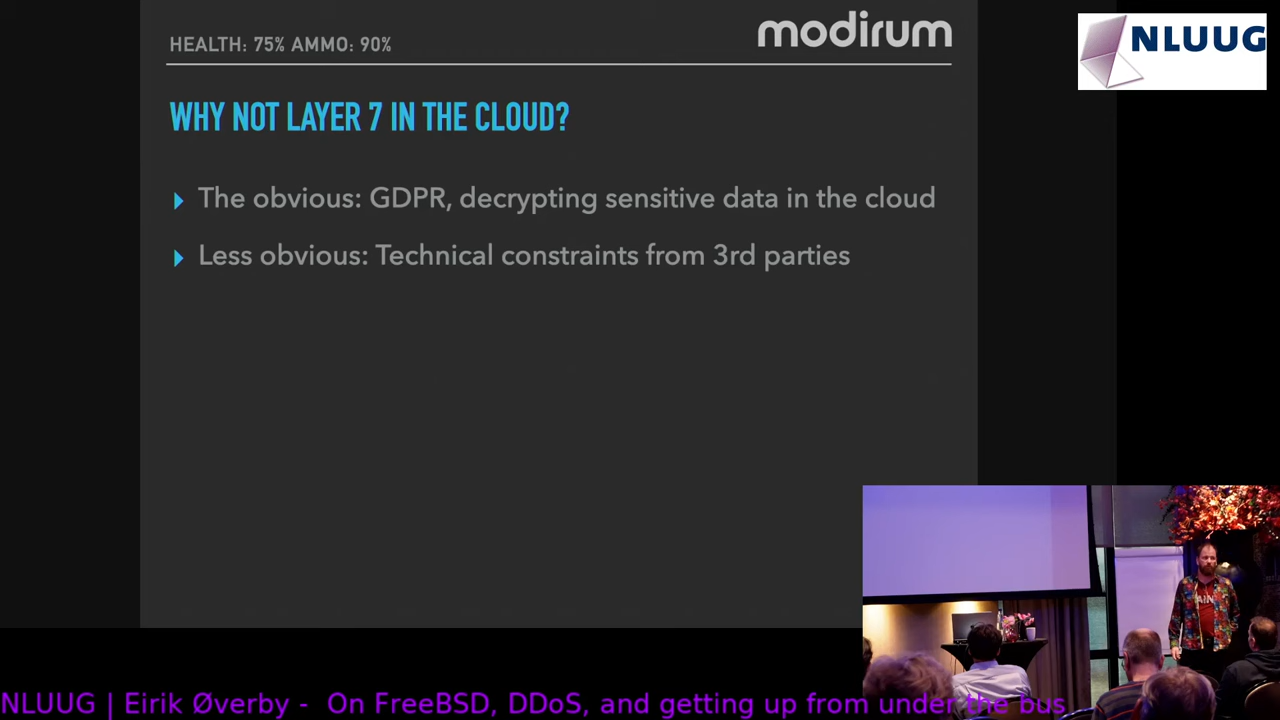 HEALTH: 75% AMMO: 90%
modirum
NLUUG
WHY NOT LAYER 7 IN THE CLOUD?
The obvious: GDPR, decrypting sensitive data in the cloud
Less obvious: Technical constraints from 3rd parties
NLUUG | Eirik Øverby - On FreeBSD, DDoS, and getting up from under the bus